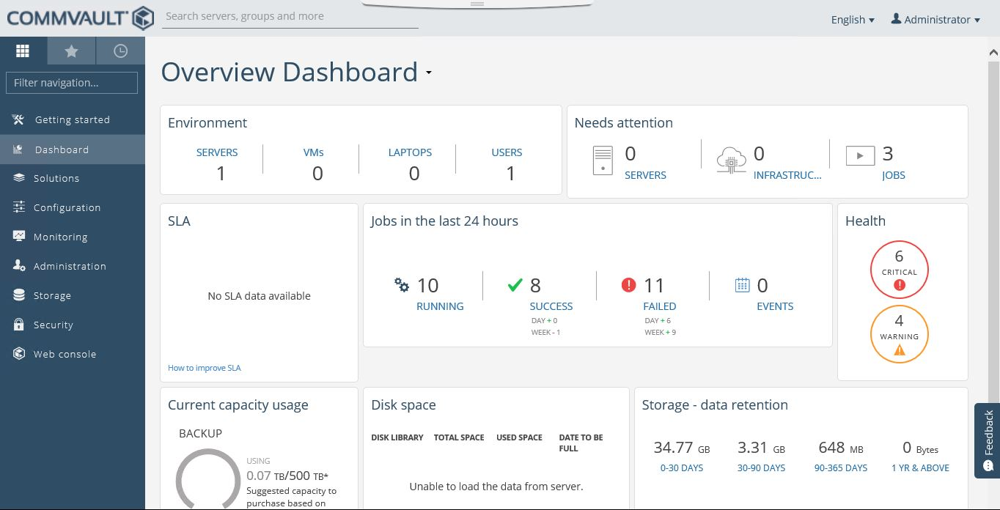 COMMVAULT
Search servers, groups and more
English
Administrator
Filter navigation...
Getting started
Dashboard
Solutions
Configuration
Monitoring
Administration
Storage
Security
Web console
Overview Dashboard
Environment
SERVERS VMs LAPTOPS USERS
1 0 0 1
Needs attention
0 0 3
SERVERS INFRASTRUC... JOBS
SLA
No SLA data available
How to improve SLA
Jobs in the last 24 hours
10 8 11 0
RUNNING SUCCESS FAILED EVENTS
DAY + 0 DAY + 6
WEEK - 1 WEEK + 9
Health
6
CRITICAL
4
WARNING
Current capacity usage
BACKUP
USING
0.07 TB/500 TB*
Suggested capacity to
purchase based on
Disk space
DISK LIBRARY TOTAL SPACE USED SPACE DATE TO BE
FULL
Unable to load the data from server.
Storage - data retention
34.77 GB 3.31 GB 648 MB 0 Bytes
0-30 DAYS 30-90 DAYS 90-365 DAYS 1 YR & ABOVE
Feedback